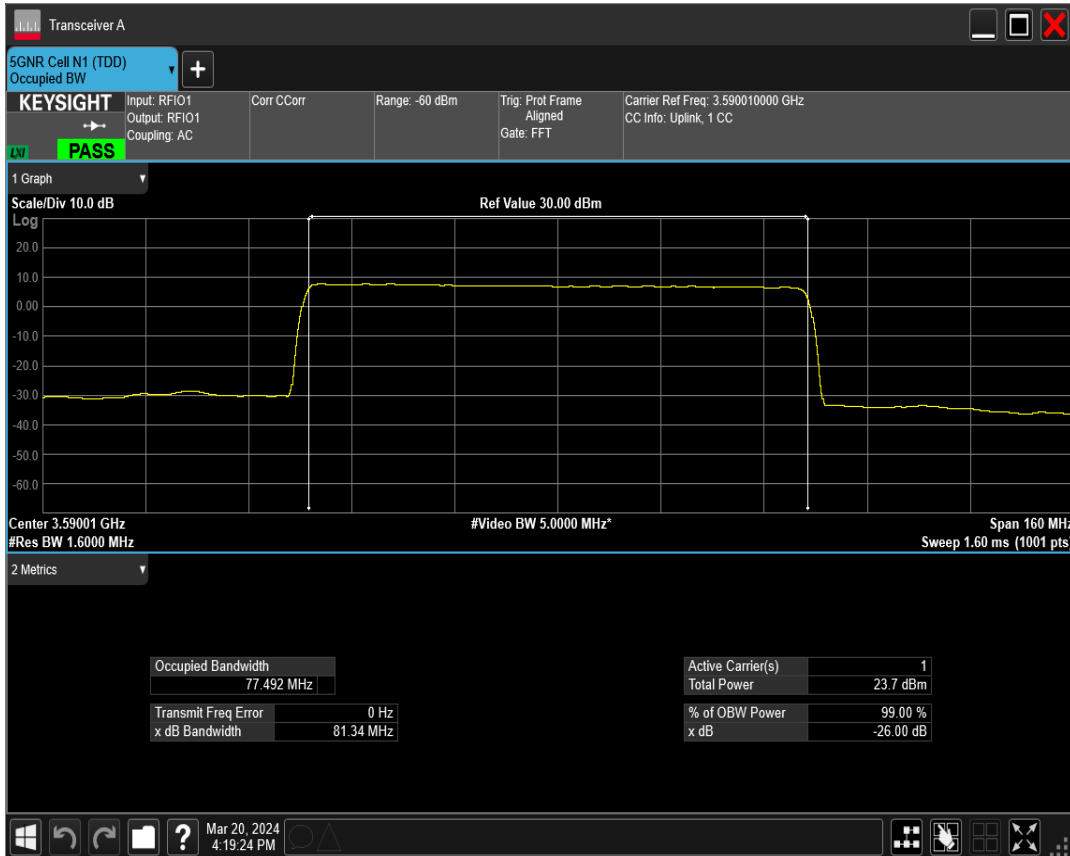 Transceiver A
5GNR Cell N1 (TDD)
Occupied BW
+
KEYSIGHT
LXI
PASS
Input: RFIO1
Output: RFIO1
Coupling: AC
Corr CCorr
Range: -60 dBm
Trig: Prot Frame
Aligned
Gate: FFT
Carrier Ref Freq: 3.590010000 GHz
CC Info: Uplink, 1 CC
1 Graph
Scale/Div 10.0 dB
Ref Value 30.00 dBm
Log
20.0
10.0
0.00
-10.0
-20.0
-30.0
-40.0
-50.0
-60.0
Center 3.59001 GHz
#Video BW 5.0000 MHz*
Span 160 MHz
#Res BW 1.6000 MHz
Sweep 1.60 ms (1001 pts)
2 Metrics
Occupied Bandwidth
77.492 MHz
Transmit Freq Error 0 Hz
x dB Bandwidth 81.34 MHz
Active Carrier(s) 1
Total Power 23.7 dBm
% of OBW Power 99.00 %
x dB -26.00 dB
?
Mar 20, 2024
4:19:24 PM